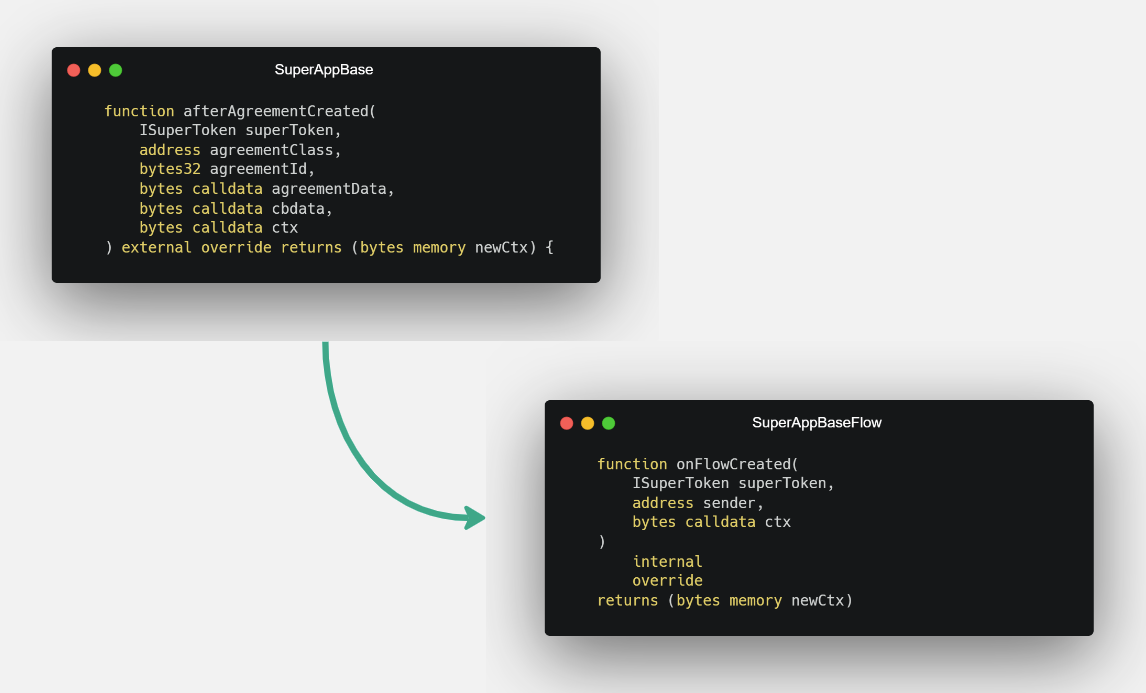 SuperAppBase
function afterAgreementCreated(
    ISuperToken superToken,
    address agreementClass,
    bytes32 agreementId,
    bytes calldata agreementData,
    bytes calldata cbdata,
    bytes calldata ctx
) external override returns (bytes memory newCtx) {
SuperAppBaseFlow
function onFlowCreated(
    ISuperToken superToken,
    address sender,
    bytes calldata ctx
)
    internal
    override
returns (bytes memory newCtx)